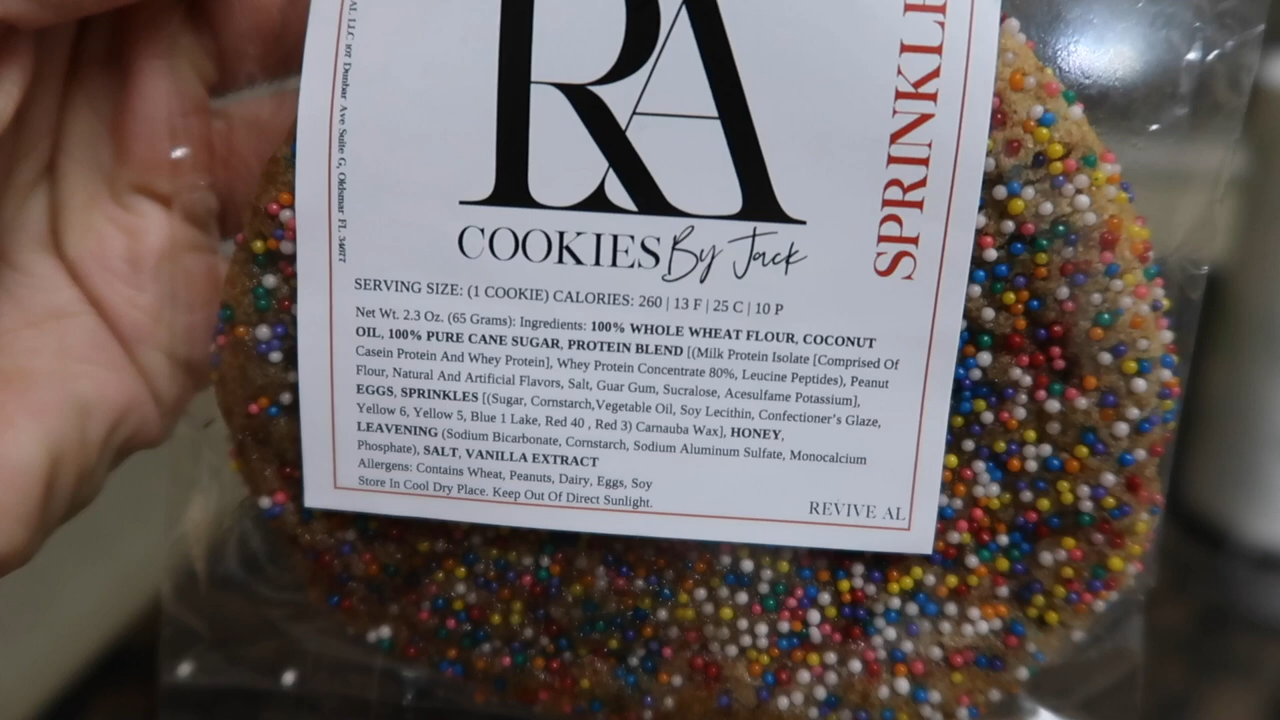 RA
COOKIES By Jack
SPRINKLE
AL LLC 107 Dunbar Ave Suite G, Oldsmar FL 34677
SERVING SIZE: (1 COOKIE) CALORIES: 260 | 13 F | 25 C | 10 P
Net Wt. 2.3 Oz. (65 Grams): Ingredients: 100% WHOLE WHEAT FLOUR, COCONUT
OIL, 100% PURE CANE SUGAR, PROTEIN BLEND [(Milk Protein Isolate [Comprised Of
Casein Protein And Whey Protein], Whey Protein Concentrate 80%, Leucine Peptides), Peanut
Flour, Natural And Artificial Flavors, Salt, Guar Gum, Sucralose, Acesulfame Potassium],
EGGS, SPRINKLES [(Sugar, Cornstarch,Vegetable Oil, Soy Lecithin, Confectioner's Glaze,
Yellow 6, Yellow 5, Blue 1 Lake, Red 40 , Red 3) Carnauba Wax], HONEY,
LEAVENING (Sodium Bicarbonate, Cornstarch, Sodium Aluminum Sulfate, Monocalcium
Phosphate), SALT, VANILLA EXTRACT
Allergens: Contains Wheat, Peanuts, Dairy, Eggs, Soy
Store In Cool Dry Place. Keep Out Of Direct Sunlight.
REVIVE AL